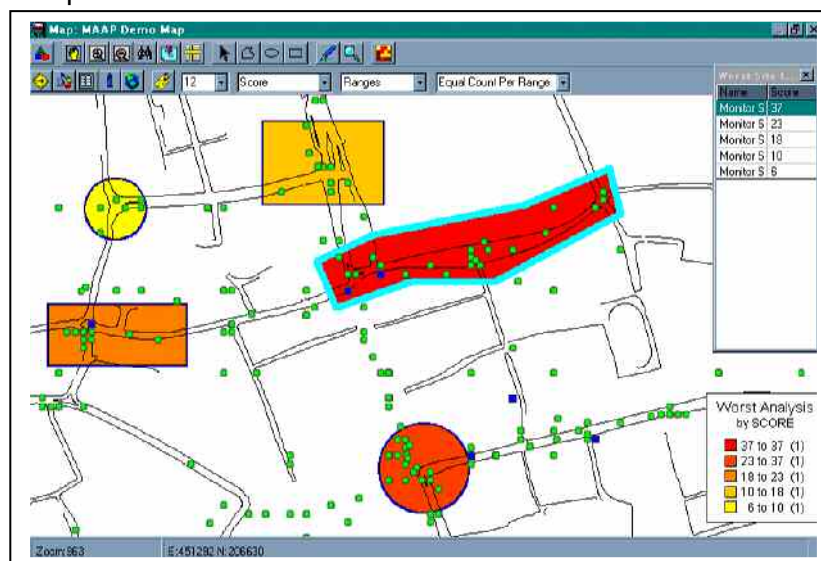 Map: MAAP Demo Map
12 Score Ranges Equal Count Per Range
Worst Site
Name Score
Monitor S 37
Monitor S 23
Monitor S 18
Monitor S 10
Monitor S 6
Worst Analysis
by SCORE
37 to 37 (1)
23 to 37 (1)
18 to 23 (1)
10 to 18 (1)
6 to 10 (1)
Zoom: 963 E:451292 N:206630